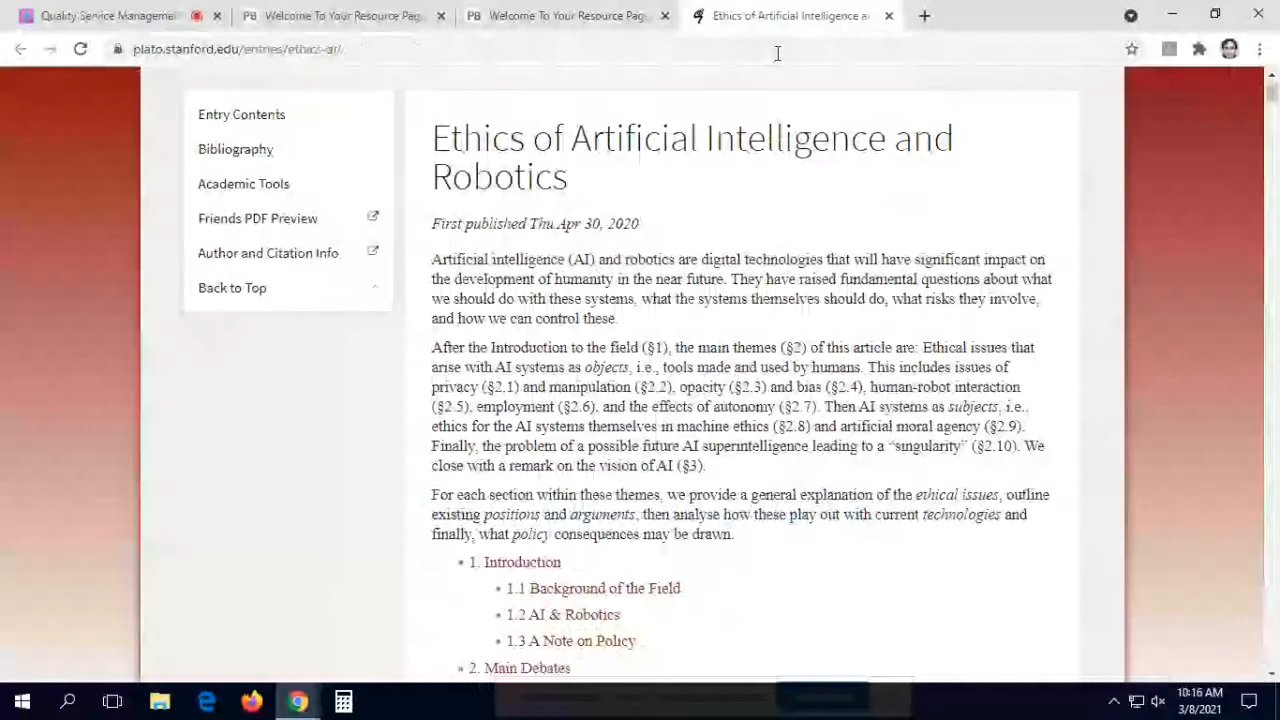 Quality Service Managemen
Welcome To Your Resource Pag
Welcome To Your Resource Page
Ethics of Artificial Intelligence a
plato.stanford.edu/entries/ethics-ai/
Entry Contents
Bibliography
Academic Tools
Friends PDF Preview
Author and Citation Info
Back to Top
Ethics of Artificial Intelligence and
Robotics
First published Thu Apr 30, 2020
Artificial intelligence (AI) and robotics are digital technologies that will have significant impact on
the development of humanity in the near future. They have raised fundamental questions about what
we should do with these systems, what the systems themselves should do, what risks they involve,
and how we can control these.
After the Introduction to the field (§1), the main themes (§2) of this article are: Ethical issues that
arise with AI systems as objects, i.e., tools made and used by humans. This includes issues of
privacy (§2.1) and manipulation (§2.2), opacity (§2.3) and bias (§2.4), human-robot interaction
(§2.5), employment (§2.6), and the effects of autonomy (§2.7). Then AI systems as subjects, i.e.,
ethics for the AI systems themselves in machine ethics (§2.8) and artificial moral agency (§2.9).
Finally, the problem of a possible future AI superintelligence leading to a “singularity” (§2.10). We
close with a remark on the vision of AI (§3).
For each section within these themes, we provide a general explanation of the ethical issues, outline
existing positions and arguments, then analyse how these play out with current technologies and
finally, what policy consequences may be drawn.
1. Introduction
1.1 Background of the Field
1.2 AI & Robotics
1.3 A Note on Policy
2. Main Debates
10:16 AM
3/8/2021